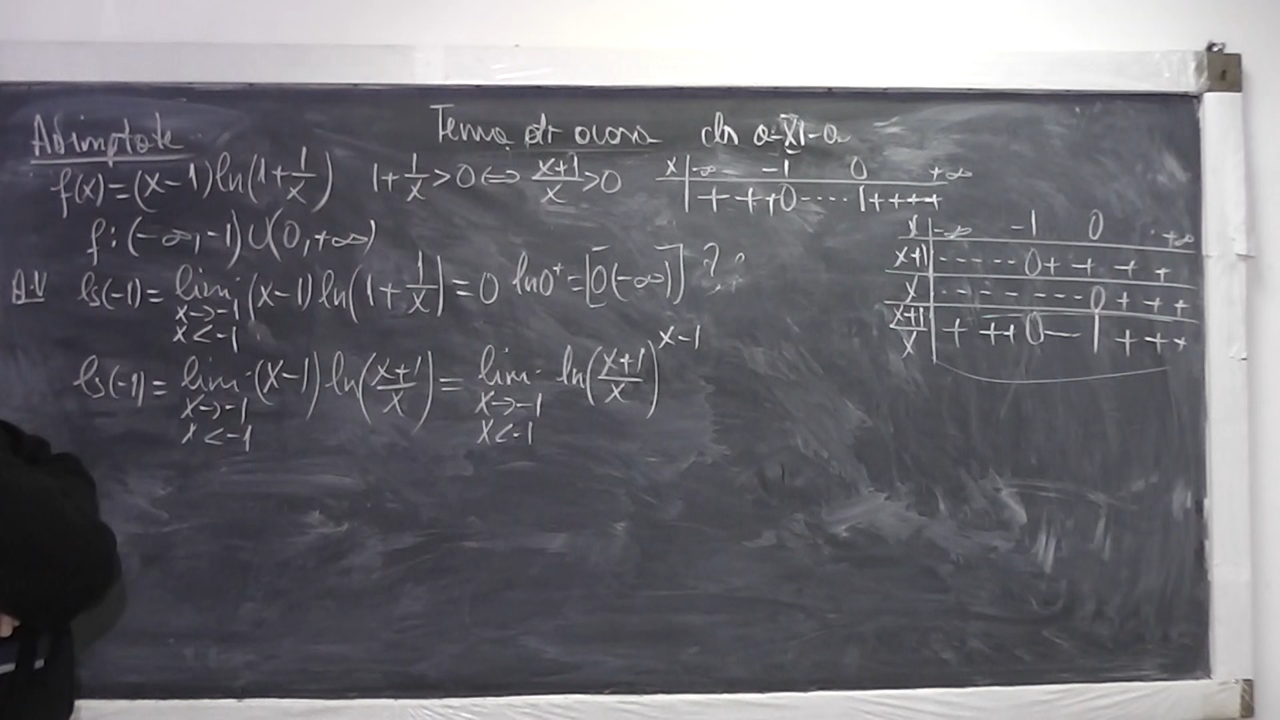 Asimptote
Tema de acasă cls a-XI-a
f(x)=(x-1)ln(1+1/x) 1+1/x>0 ⇔ (x+1)/x>0
x | -∞ -1 0 +∞
| + + + + 0 - - - - | + + + +
f:(-∞,-1)∪(0,+∞)
A.V ls(-1)= lim x→-1 x<-1 (x-1)ln(1+1/x)=0 ln0⁺=[0(-∞)] ??
ls(-1)= lim x→-1 x<-1 (x-1)ln((x+1)/x)= lim x→-1 x<-1 ln((x+1)/x)^(x-1)
x | -∞ -1 0 +∞
x+1 | - - - - - 0 + + + +
x | - - - - - - - 0 + + +
(x+1)/x | + + + 0 - - | + + +